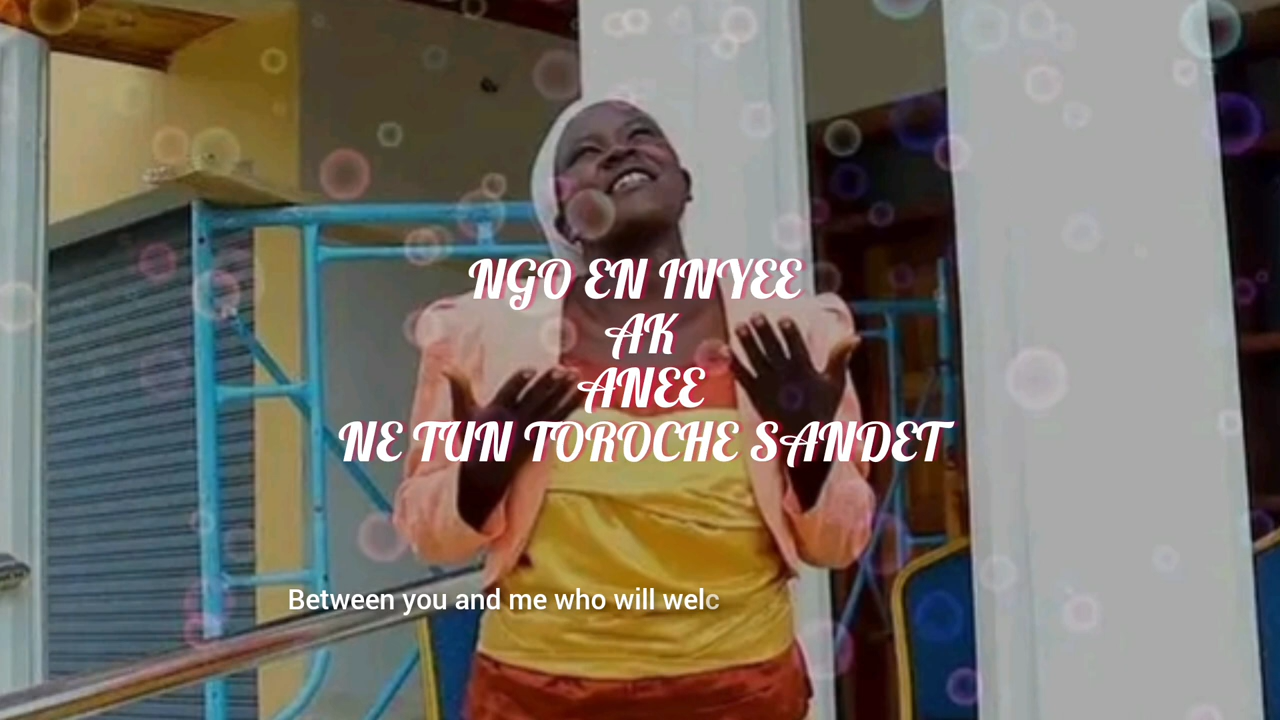 NGO EN INYEE
AK
ANEE
NE TUN TOROCHE SANDET
Between you and me who will welc